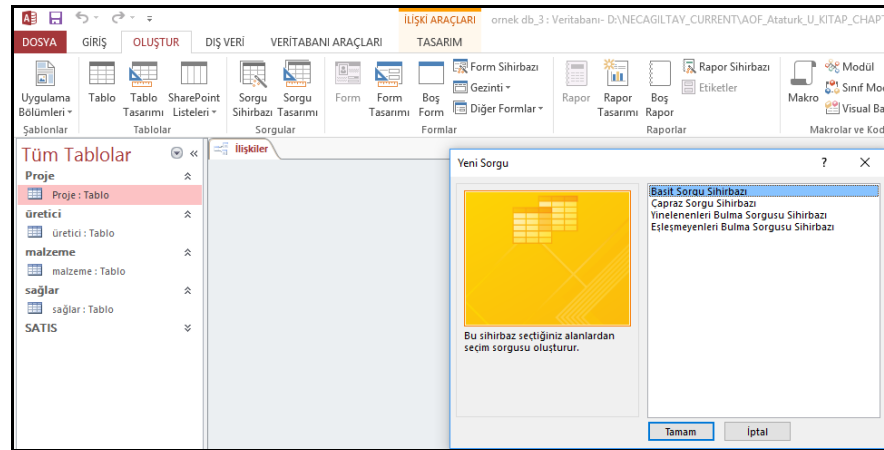 İLİŞKİ ARAÇLARI ornek db_3 : Veritabanı- D:\NECAGILTAY_CURRENT\AOF_Ataturk_U_KITAP_CHAPT
DOSYA GİRİŞ OLUŞTUR DIŞ VERİ VERİTABANI ARAÇLARI TASARIM
Uygulama Bölümleri
Tablo
Tablo Tasarımı
SharePoint Listeleri
Sorgu Sihirbazı
Sorgu Tasarımı
Form
Form Tasarımı
Boş Form
Form Sihirbazı
Gezinti
Diğer Formlar
Rapor
Rapor Tasarımı
Boş Rapor
Rapor Sihirbazı
Etiketler
Makro
Modül
Sınıf Mod
Visual Ba
Şablonlar Tablolar Sorgular Formlar Raporlar Makrolar ve Kod
Tüm Tablolar
Proje
Proje : Tablo
üretici
üretici : Tablo
malzeme
malzeme : Tablo
sağlar
sağlar : Tablo
SATIS
İlişkiler
Yeni Sorgu ? X
Bu sihirbaz seçtiğiniz alanlardan
seçim sorgusu oluşturur.
Basit Sorgu Sihirbazı
Çapraz Sorgu Sihirbazı
Yinelenenleri Bulma Sorgusu Sihirbazı
Eşleşmeyenleri Bulma Sorgusu Sihirbazı
Tamam İptal